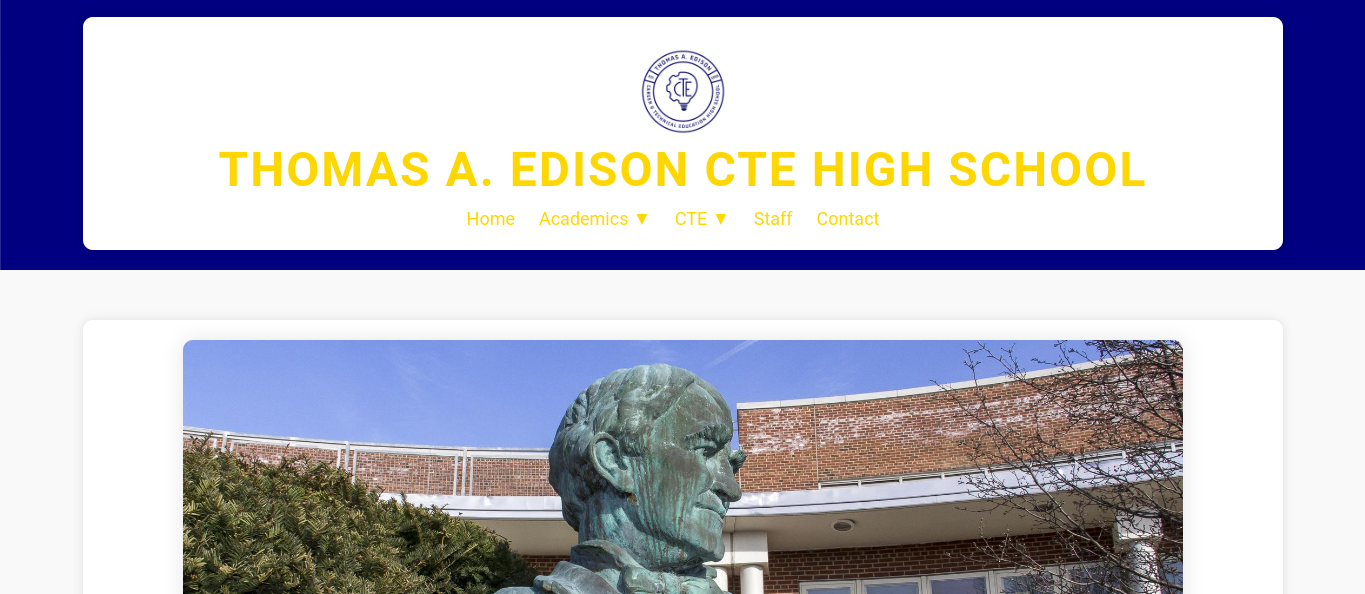 THOMAS A. EDISON
CTE
CAREER & TECHNICAL EDUCATION HIGH SCHOOL
THOMAS A. EDISON CTE HIGH SCHOOL
Home Academics ▼ CTE ▼ Staff Contact